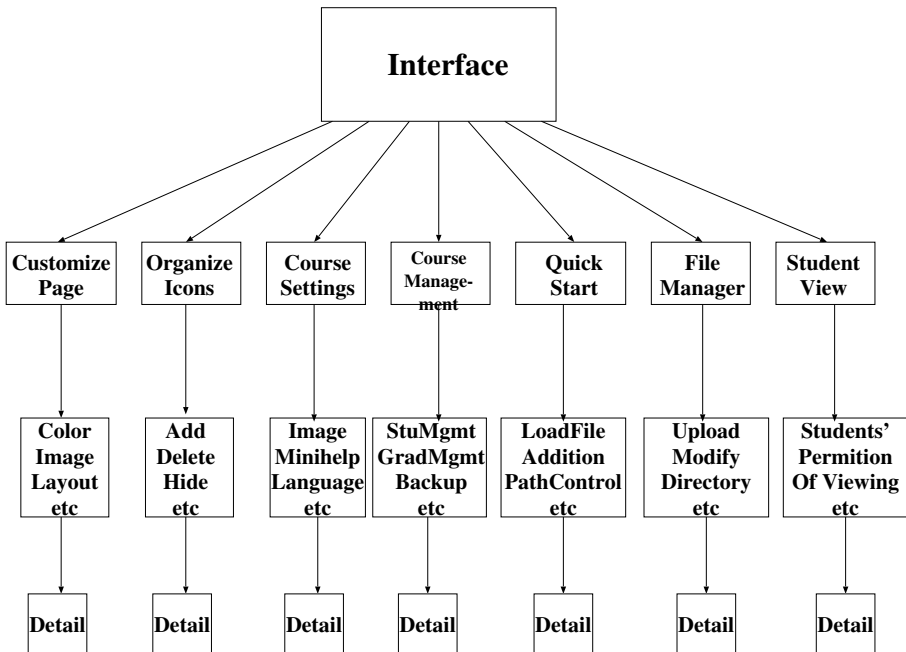 Interface
Customize
Page
Organize
Icons
Course
Settings
Course
Manage-
ment
Quick
Start
File
Manager
Student
View
Color
Image
Layout
etc
Add
Delete
Hide
etc
Image
Minihelp
Language
etc
StuMgmt
GradMgmt
Backup
etc
LoadFile
Addition
PathControl
etc
Upload
Modify
Directory
etc
Students’
Permition
Of Viewing
etc
Detail
Detail
Detail
Detail
Detail
Detail
Detail